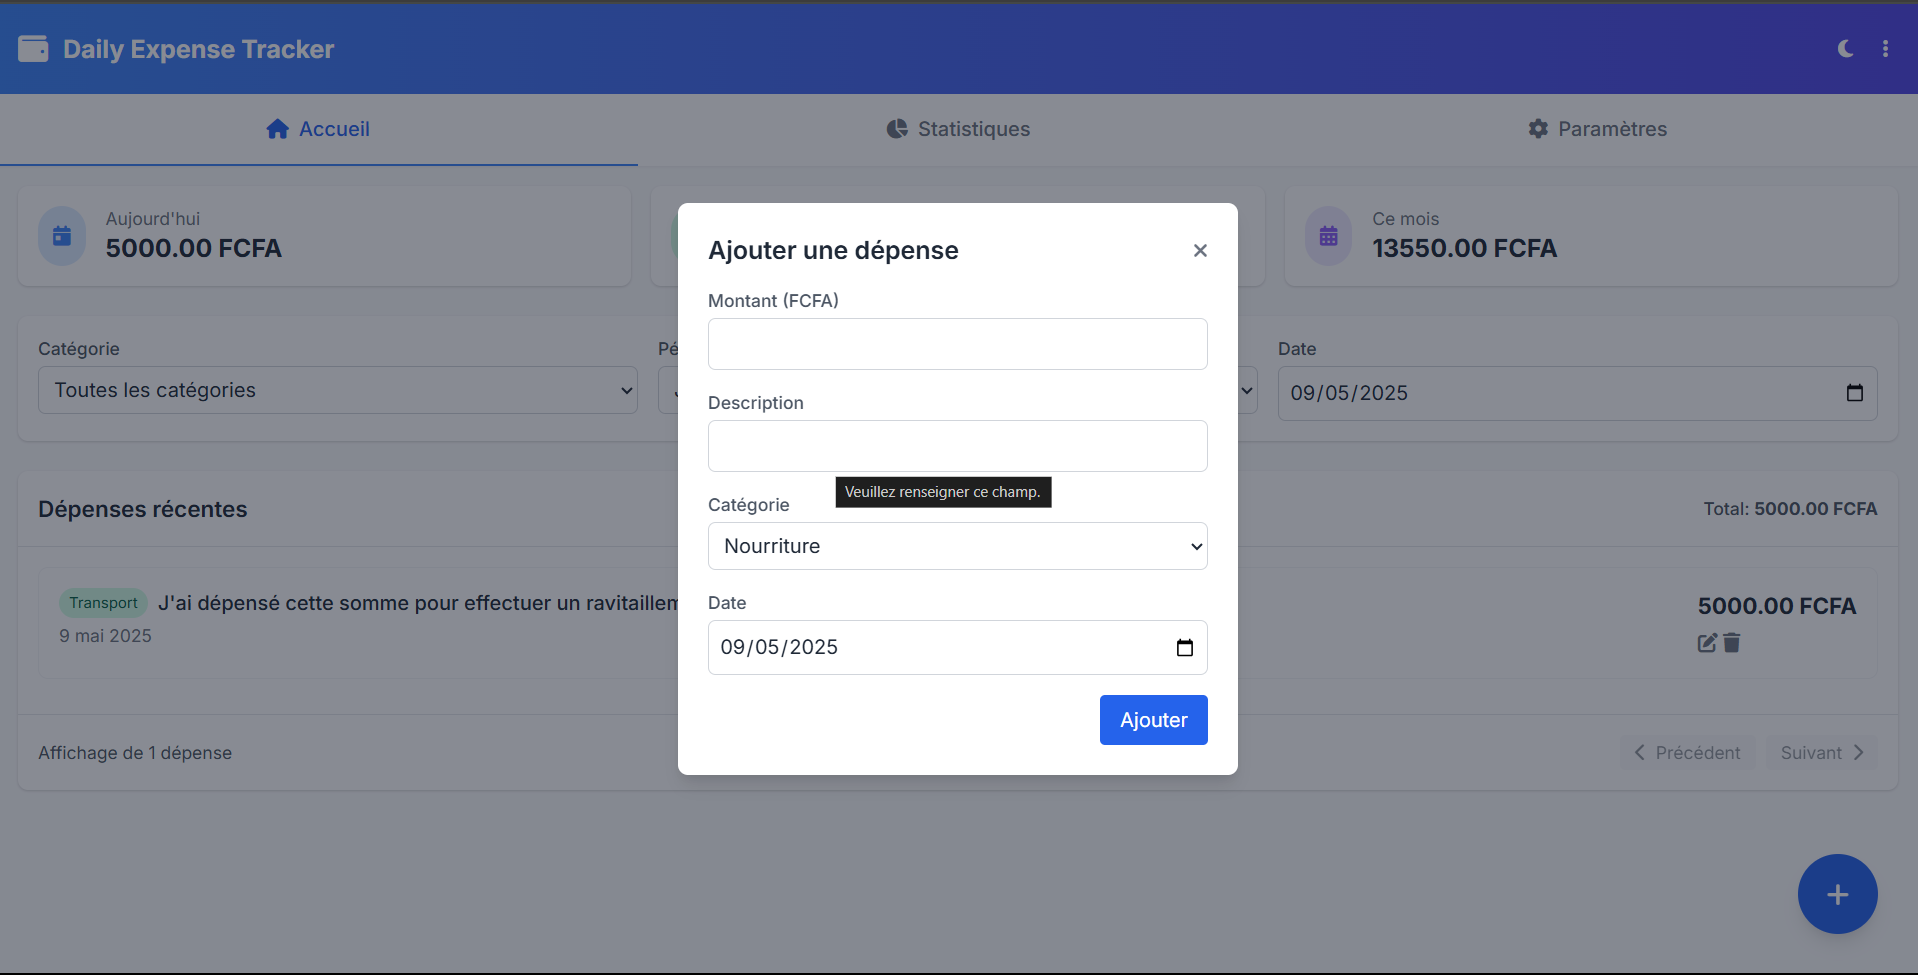 Daily Expense Tracker
Accueil
Statistiques
Paramètres
Aujourd'hui
5000.00 FCFA
Ce mois
13550.00 FCFA
Catégorie
Toutes les catégories
Date
09/05/2025
Dépenses récentes
Total: 5000.00 FCFA
Transport J'ai dépensé cette somme pour effectuer un
9 mai 2025
5000.00 FCFA
Affichage de 1 dépense
Précédent
Suivant
Ajouter une dépense
Montant (FCFA)
Description
Veuillez renseigner ce champ.
Catégorie
Nourriture
Date
09/05/2025
Ajouter